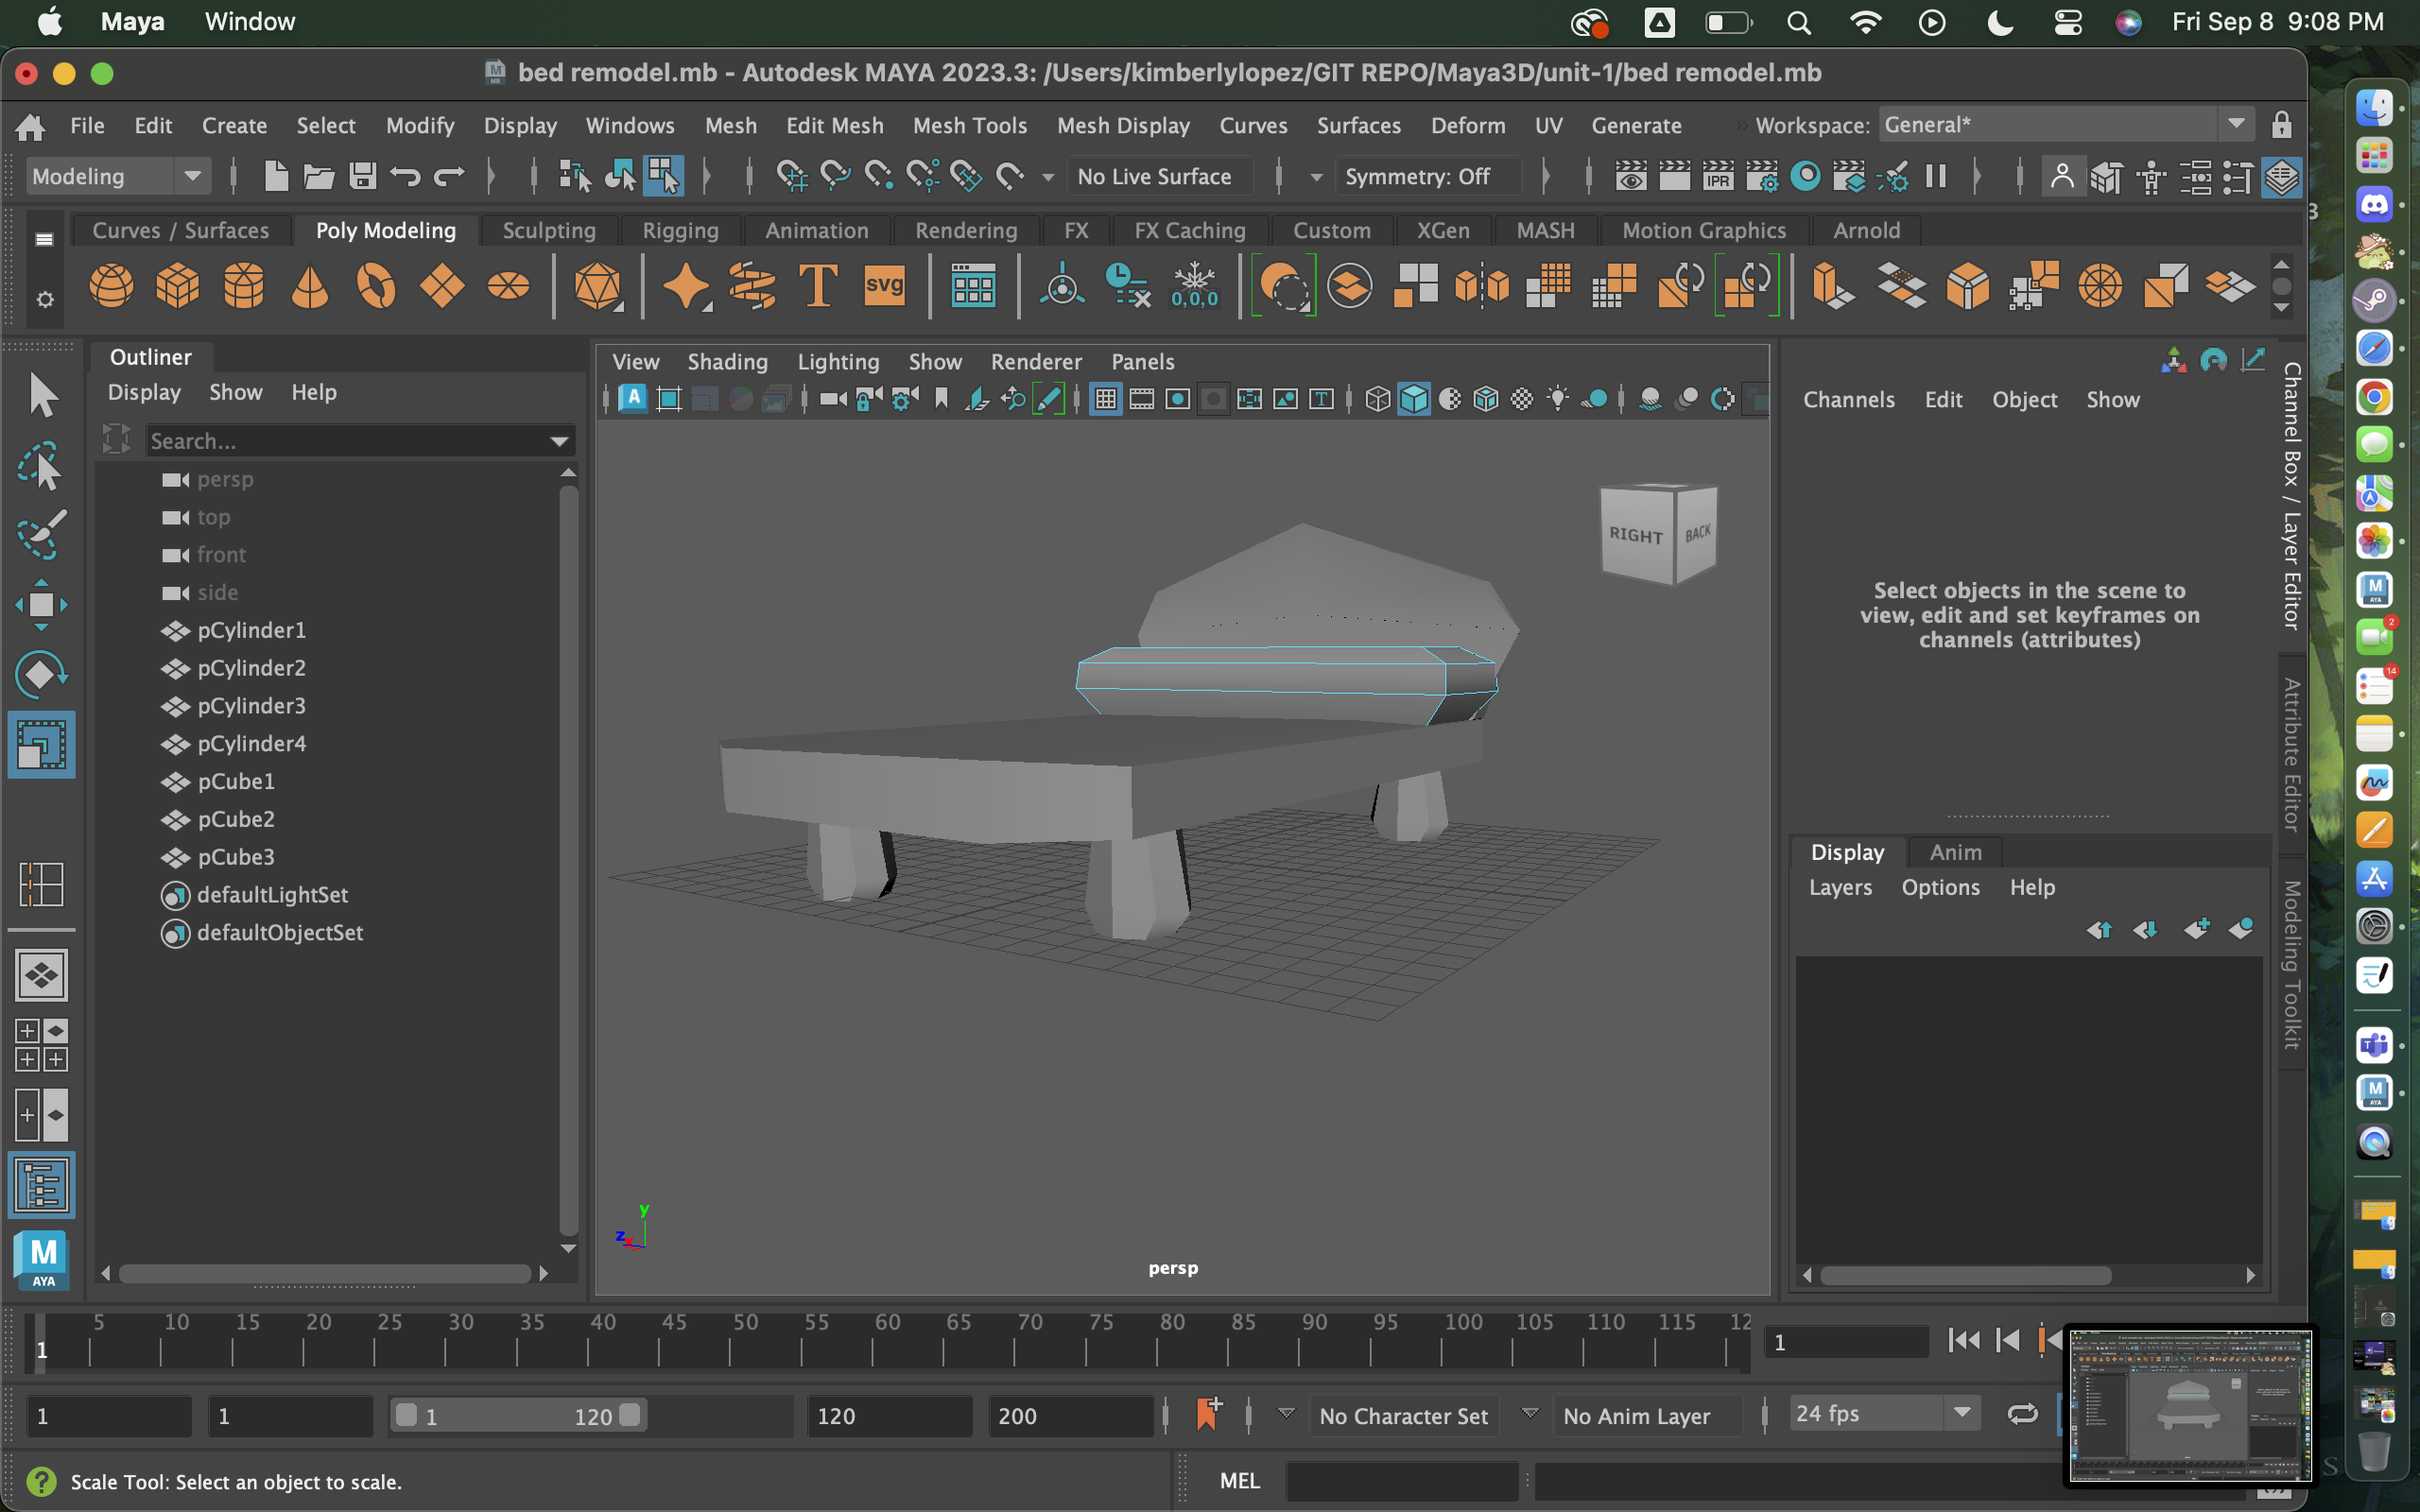 Maya Window Fri Sep 8 9:08 PM
bed remodel.mb - Autodesk MAYA 2023.3: /Users/kimberlylopez/GIT REPO/Maya3D/unit-1/bed remodel.mb
File Edit Create Select Modify Display Windows Mesh Edit Mesh Mesh Tools Mesh Display Curves Surfaces Deform UV Generate Workspace: General*
Modeling No Live Surface Symmetry: Off IPR
Curves / Surfaces Poly Modeling Sculpting Rigging Animation Rendering FX FX Caching Custom XGen MASH Motion Graphics Arnold
T svg 0,0,0
Outliner
Display Show Help
Search...
persp
top
front
side
pCylinder1
pCylinder2
pCylinder3
pCylinder4
pCube1
pCube2
pCube3
defaultLightSet
defaultObjectSet
M
AYA
View Shading Lighting Show Renderer Panels
A T
RIGHT BACK
y
z x
persp
Channels Edit Object Show
Select objects in the scene to
view, edit and set keyframes on
channels (attributes)
Channel Box / Layer Editor
Attribute Editor
Modeling Toolkit
Display Anim
Layers Options Help
5 10 15 20 25 30 35 40 45 50 55 60 65 70 75 80 85 90 95 100 105 110 115 12
1 1
1 1 1 120 120 200 No Character Set No Anim Layer 24 fps
Scale Tool: Select an object to scale. MEL
3
M
AYA
2
14
M
AYA
S